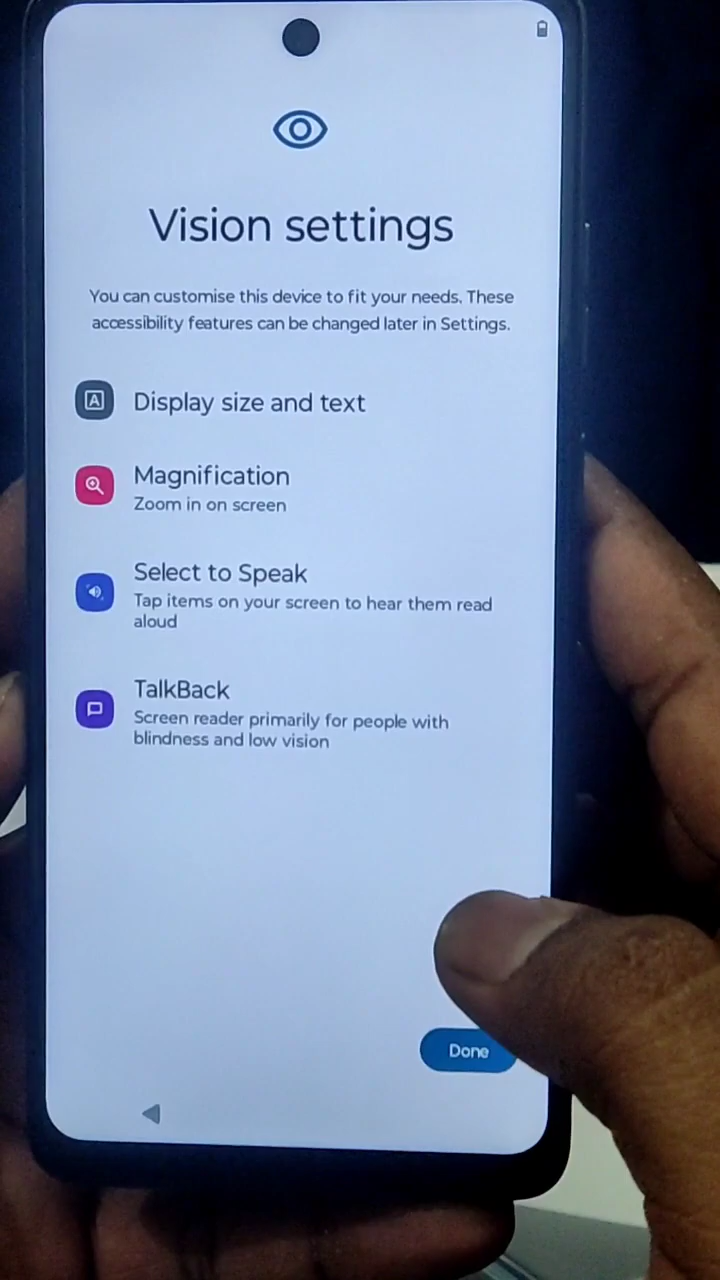 Vision settings
You can customise this device to fit your needs. These
accessibility features can be changed later in Settings.
Display size and text
Magnification
Zoom in on screen
Select to Speak
Tap items on your screen to hear them read
aloud
TalkBack
Screen reader primarily for people with
blindness and low vision
Done